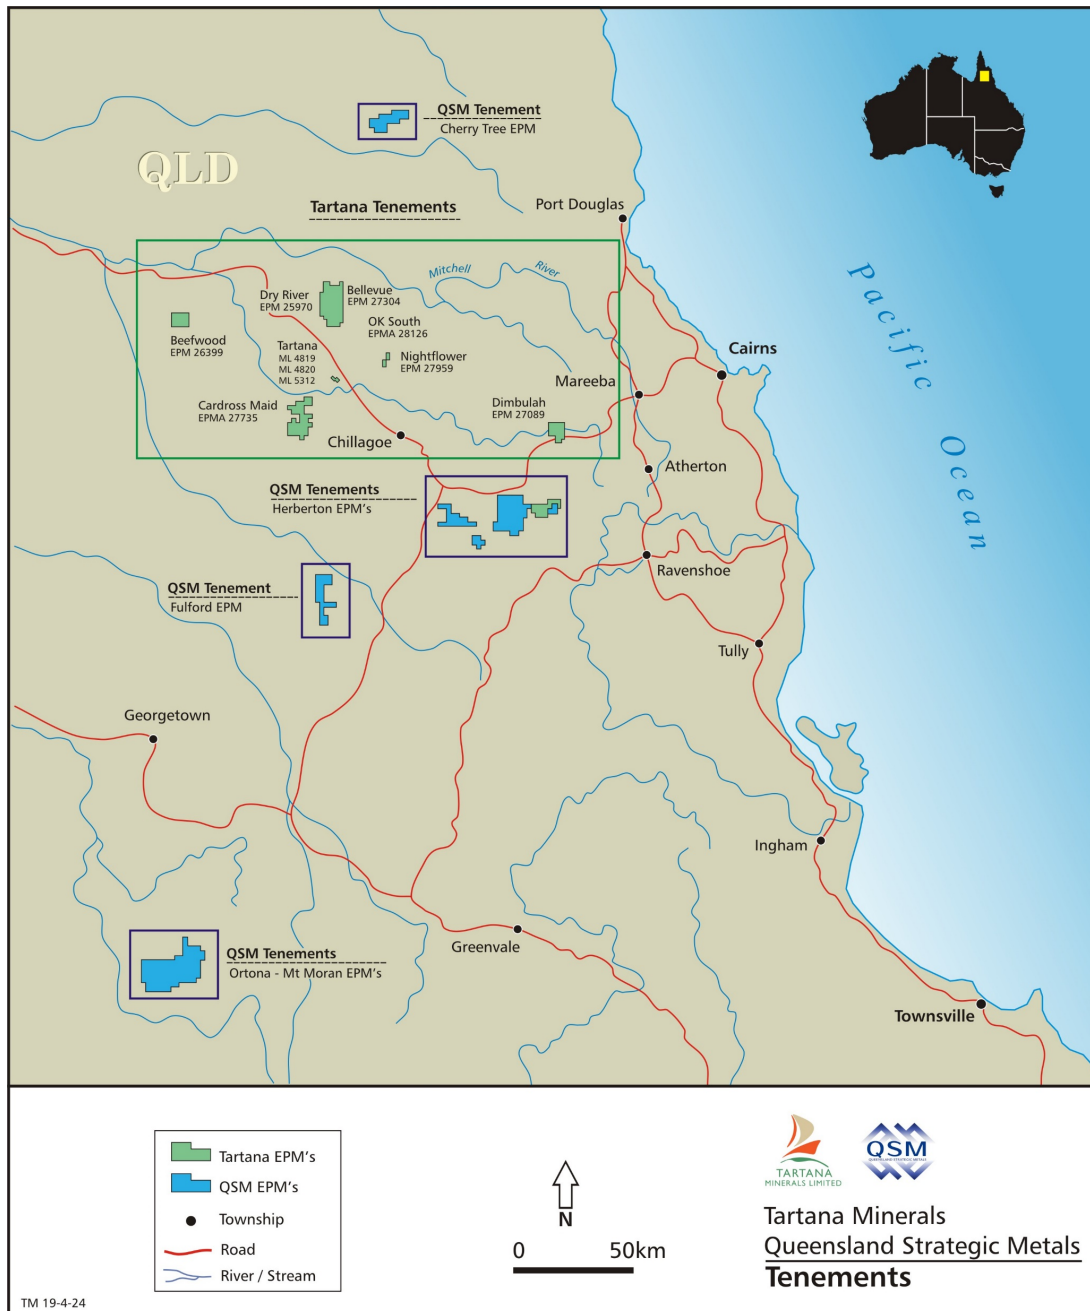 QSM Tenement
Cherry Tree EPM
QLD
Tartana Tenements
Port Douglas
Mitchell River
Dry River
EPM 25970
Bellevue
EPM 27304
OK South
EPMA 28126
Beefwood
EPM 26399
Tartana
ML 4819
ML 4820
ML 5312
Nightflower
EPM 27959
Pacific Ocean
Cairns
Mareeba
Cardross Maid
EPMA 27735
Dimbulah
EPM 27089
Chillagoe
Atherton
QSM Tenements
Herberton EPM's
Ravenshoe
QSM Tenement
Fulford EPM
Tully
Georgetown
Ingham
Greenvale
QSM Tenements
Ortona - Mt Moran EPM's
Townsville
Tartana EPM's
QSM EPM's
Township
Road
River / Stream
N
0 50km
TARTANA
MINERALS LIMITED
QSM
QUEENSLAND STRATEGIC METALS
Tartana Minerals
Queensland Strategic Metals
Tenements
TM 19-4-24